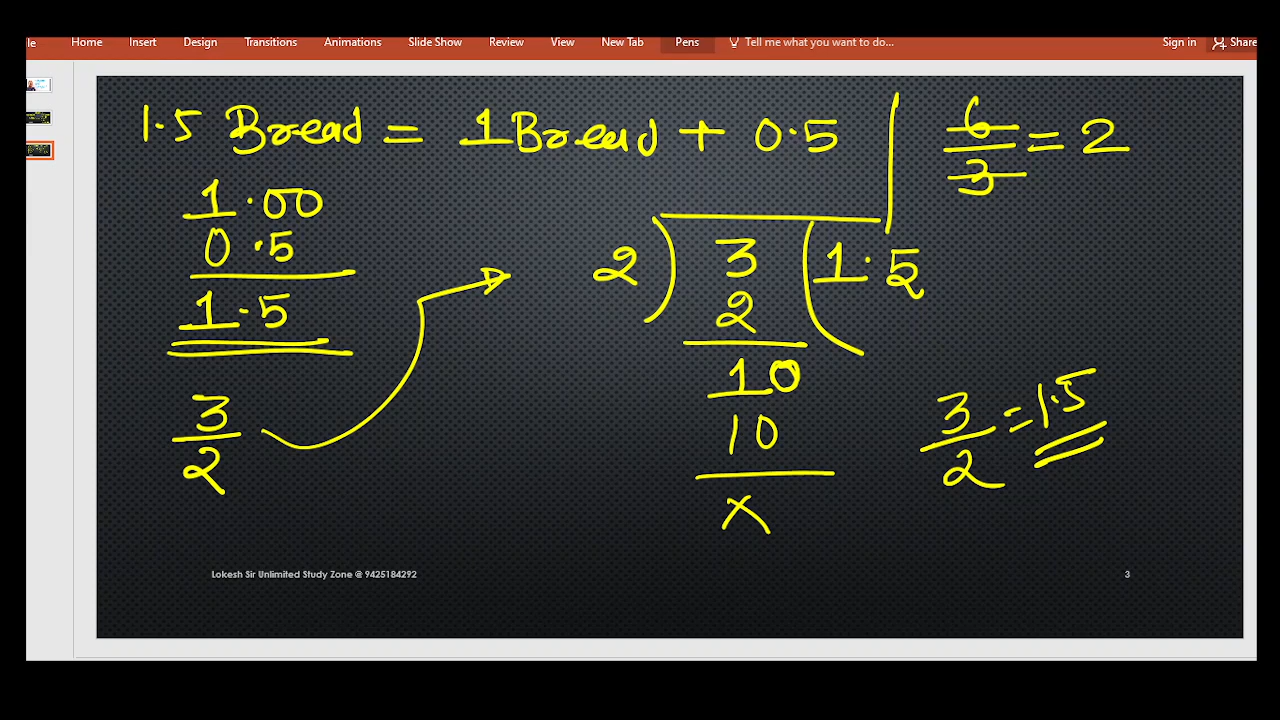 le Home Insert Design Transitions Animations Slide Show Review View New Tab Pens Tell me what you want to do... Sign in Share
1.5 Bread = 1 Bread + 0.5
6/3 = 2
1.00
0.5
1.5
3/2
2) 3 (1.5
2
10
10
x
3/2 = 1.5
Lokesh Sir Unlimited Study Zone @ 9425184292
3